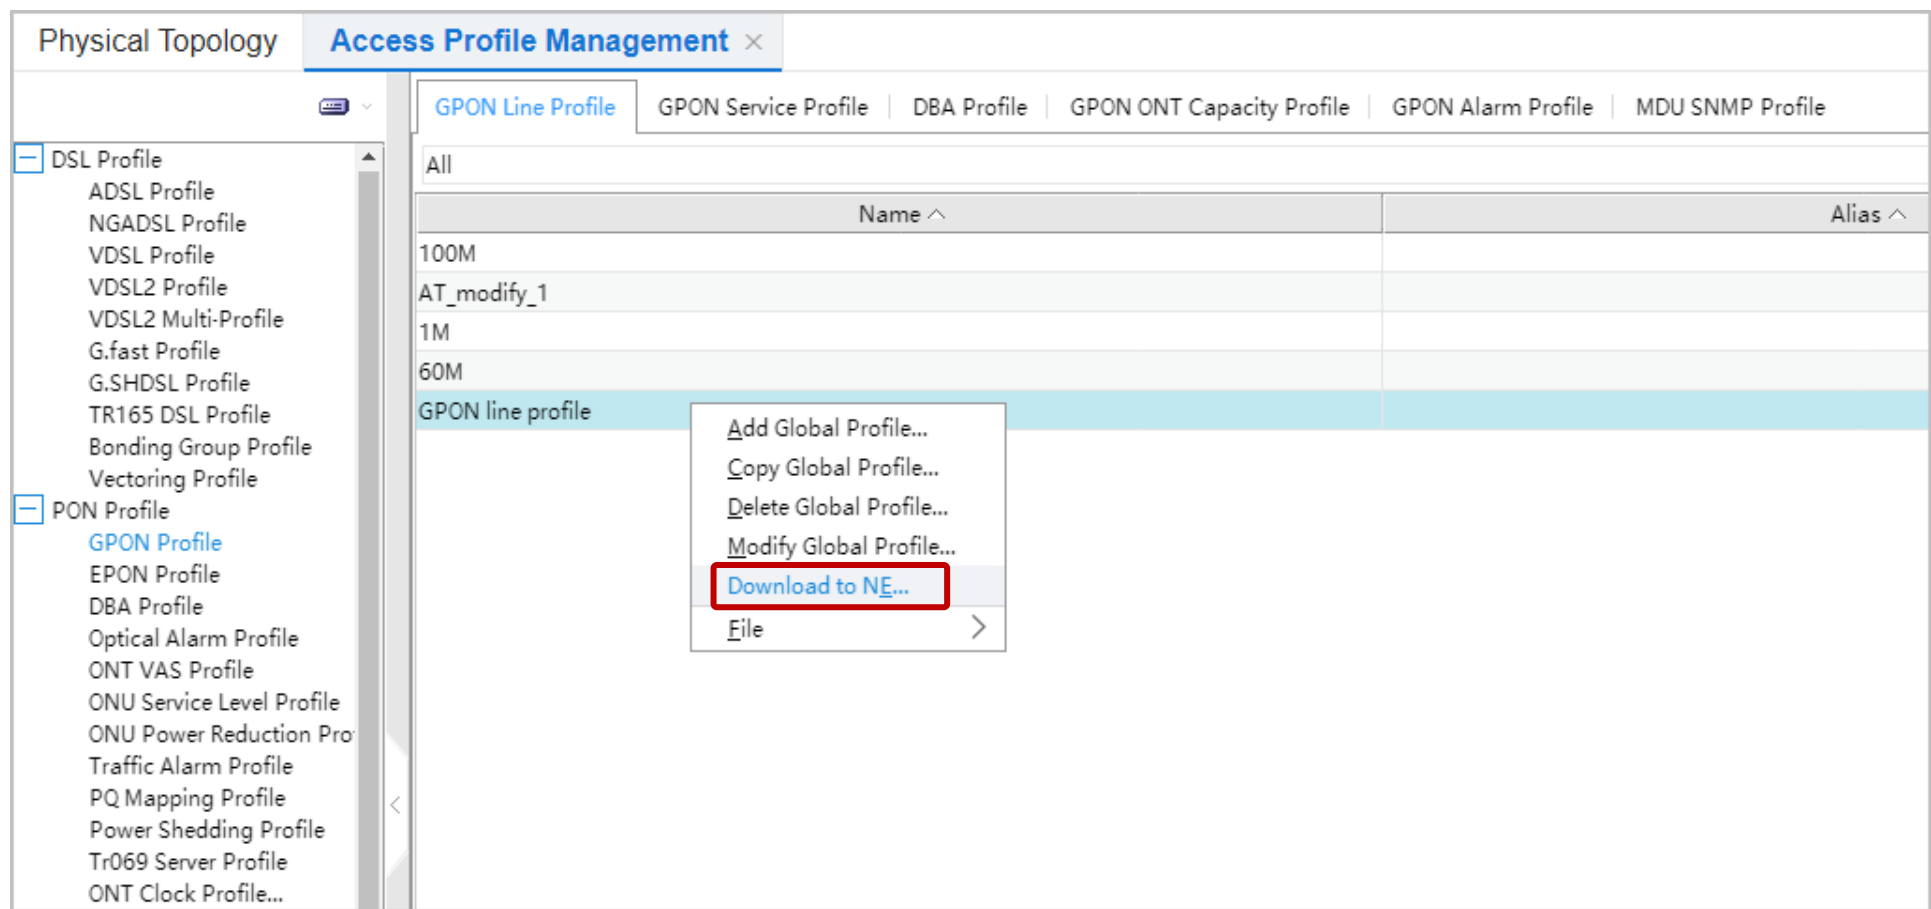 Physical Topology
Access Profile Management
GPON Line Profile
GPON Service Profile
DBA Profile
GPON ONT Capacity Profile
GPON Alarm Profile
MDU SNMP Profile
DSL Profile
ADSL Profile
NGADSL Profile
VDSL Profile
VDSL2 Profile
VDSL2 Multi-Profile
G.fast Profile
G.SHDSL Profile
TR165 DSL Profile
Bonding Group Profile
Vectoring Profile
PON Profile
GPON Profile
EPON Profile
DBA Profile
Optical Alarm Profile
ONT VAS Profile
ONU Service Level Profile
ONU Power Reduction Pro
Traffic Alarm Profile
PQ Mapping Profile
Power Shedding Profile
Tr069 Server Profile
ONT Clock Profile...
All
Name
Alias
100M
AT_modify_1
1M
60M
GPON line profile
Add Global Profile...
Copy Global Profile...
Delete Global Profile...
Modify Global Profile...
Download to NE...
File